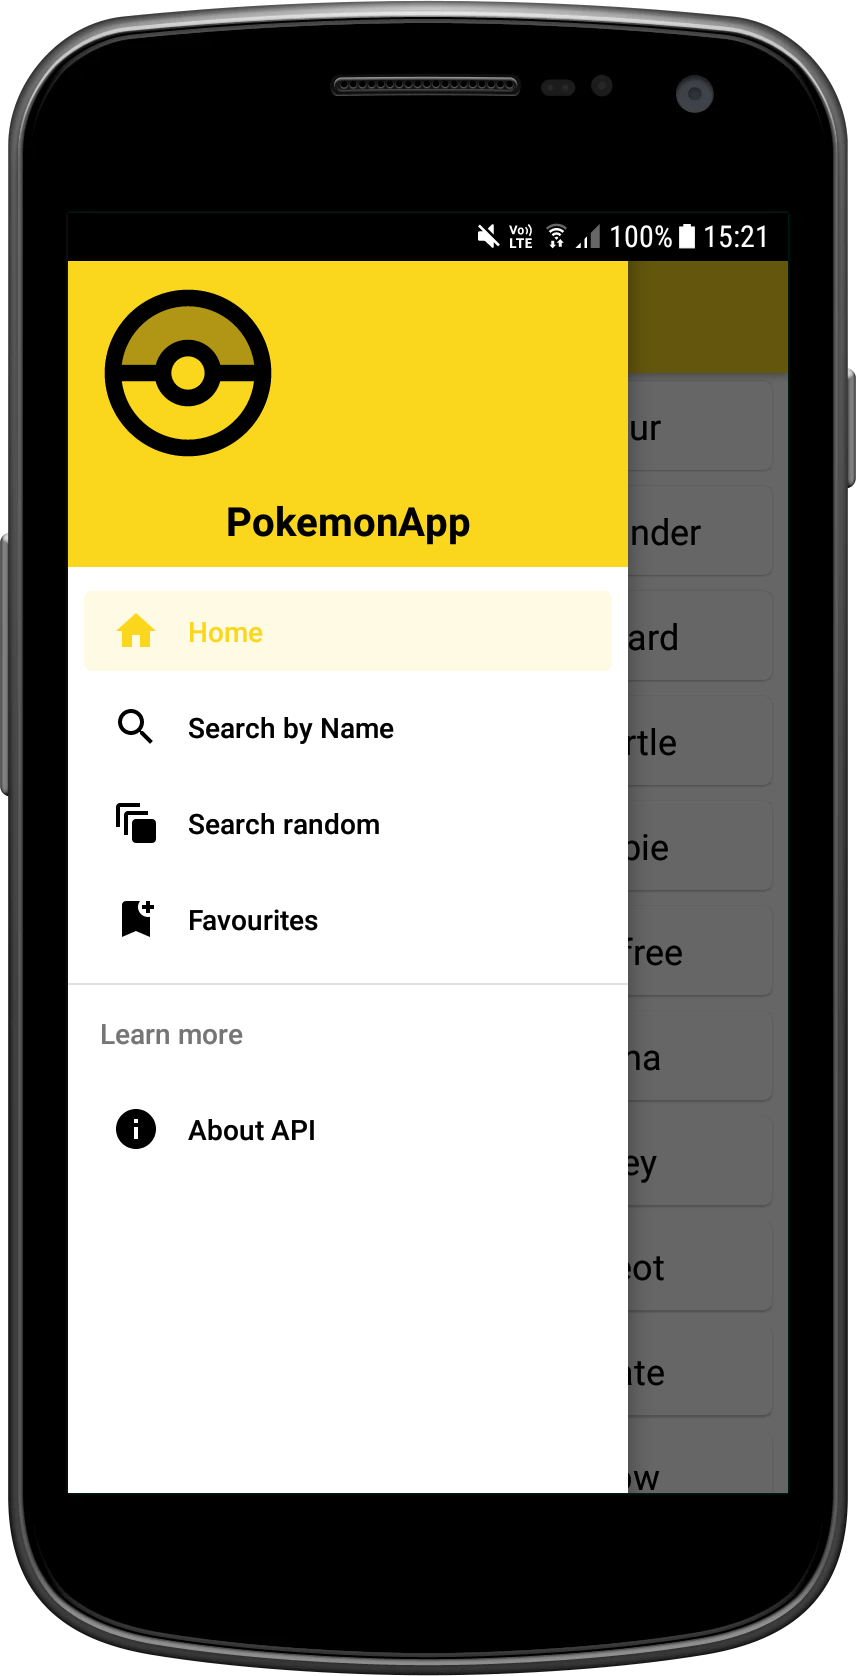 Vo))
LTE
100%
15:21
PokemonApp
Home
Search by Name
Search random
Favourites
Learn more
About API
ur
nder
ard
rtle
pie
free
na
ey
eot
ate
ow